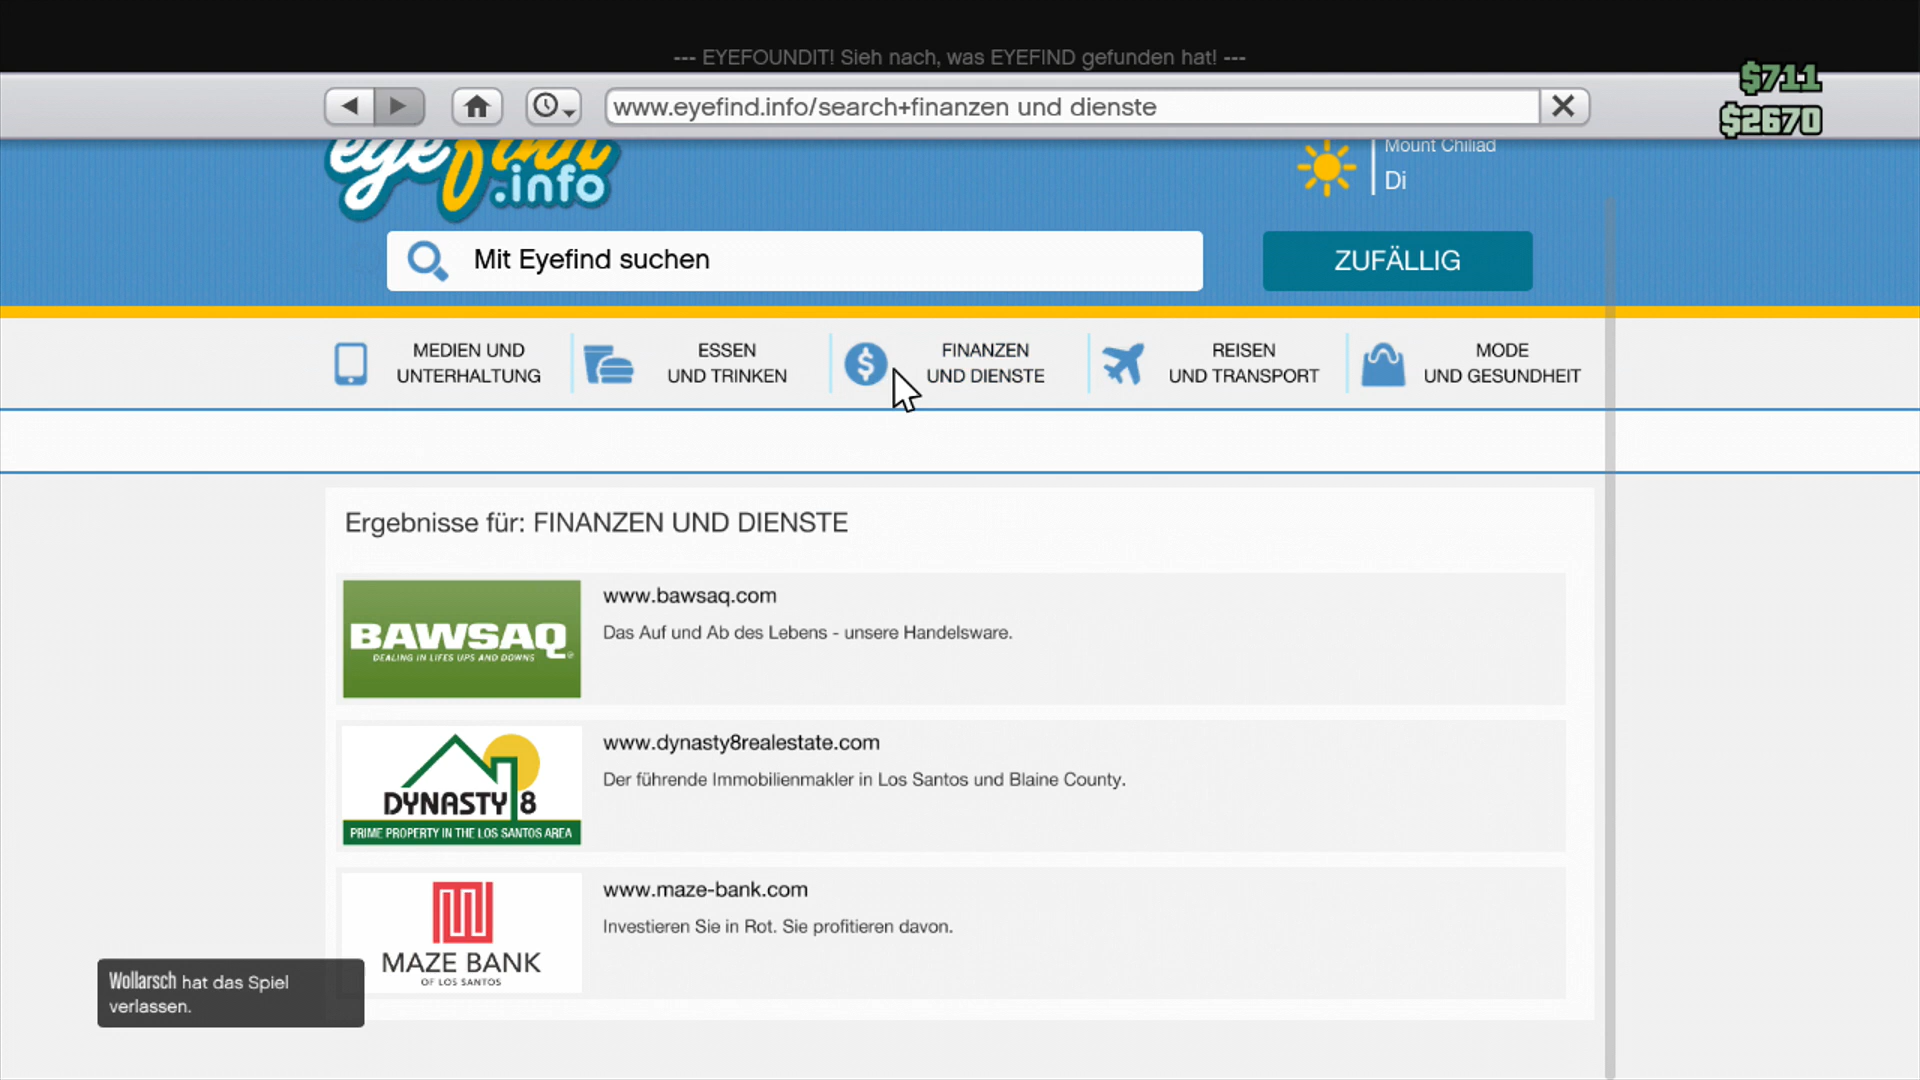 --- EYEFOUNDIT! Sieh nach, was EYEFIND gefunden hat! ---
$711
www.eyefind.info/search+finanzen und dienste
$2670
eyefind
.info
Mount Chiliad
Di
Mit Eyefind suchen
ZUFÄLLIG
MEDIEN UND
UNTERHALTUNG
ESSEN
UND TRINKEN
FINANZEN
UND DIENSTE
REISEN
UND TRANSPORT
MODE
UND GESUNDHEIT
Ergebnisse für: FINANZEN UND DIENSTE
BAWSAQ
DEALING IN LIFES UPS AND DOWNS
www.bawsaq.com
Das Auf und Ab des Lebens - unsere Handelsware.
DYNASTY 8
PRIME PROPERTY IN THE LOS SANTOS AREA
www.dynasty8realestate.com
Der führende Immobilienmakler in Los Santos und Blaine County.
MAZE BANK
OF LOS SANTOS
www.maze-bank.com
Investieren Sie in Rot. Sie profitieren davon.
Wollarsch hat das Spiel
verlassen.